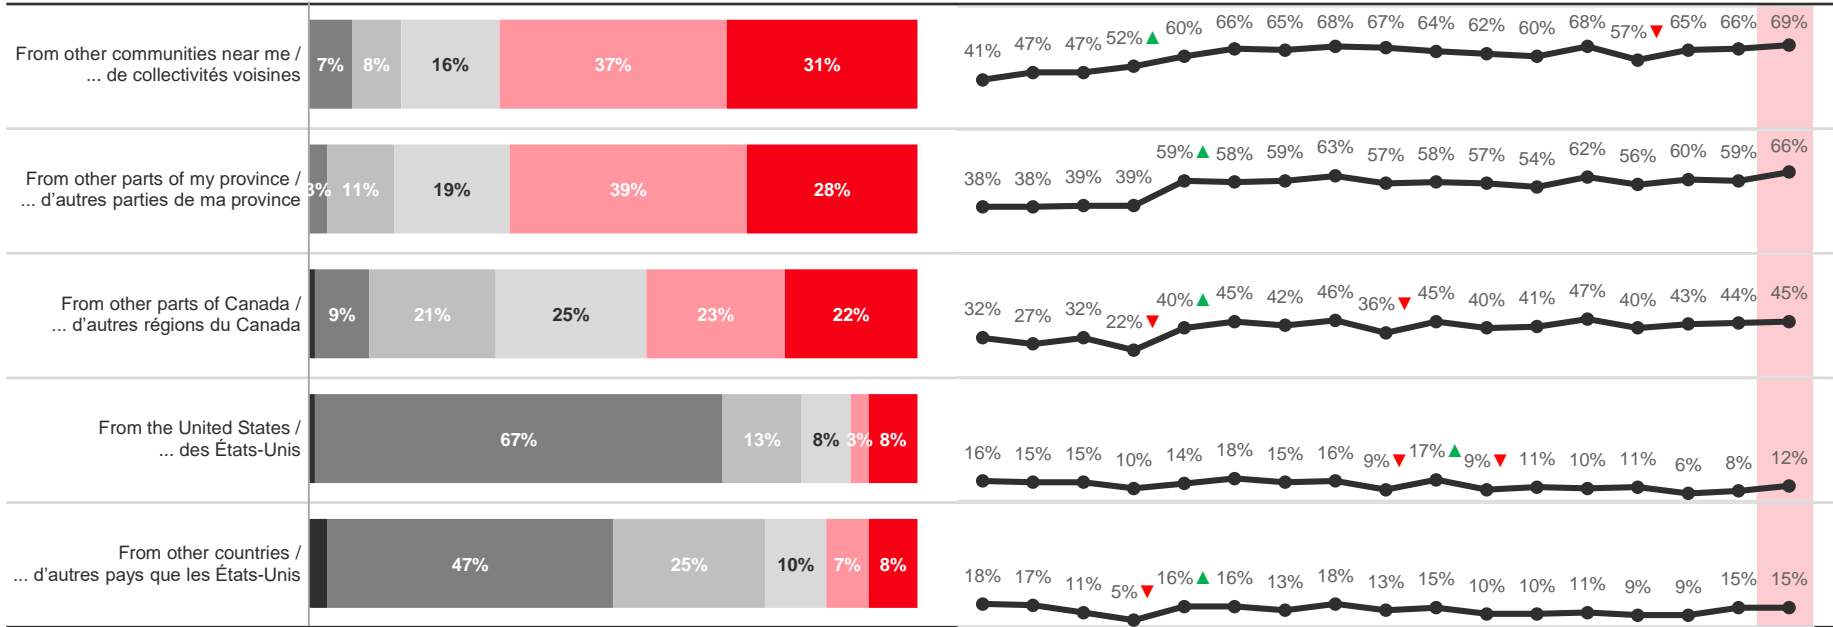 From other communities near me /
... de collectivités voisines
7% 8% 16% 37% 31%
41% 47% 47% 52% ▲ 60% 66% 65% 68% 67% 64% 62% 60% 68% 57% ▼ 65% 66% 69%
From other parts of my province /
... d'autres parties de ma province
3% 11% 19% 39% 28%
38% 38% 39% 39% 59% ▲ 58% 59% 63% 57% 58% 57% 54% 62% 56% 60% 59% 66%
From other parts of Canada /
... d'autres régions du Canada
9% 21% 25% 23% 22%
32% 27% 32% 22% ▼ 40% ▲ 45% 42% 46% 36% ▼ 45% 40% 41% 47% 40% 43% 44% 45%
From the United States /
... des États-Unis
67% 13% 8% 3% 8%
16% 15% 15% 10% 14% 18% 15% 16% 9% ▼ 17% ▲ 9% ▼ 11% 10% 11% 6% 8% 12%
From other countries /
... d'autres pays que les États-Unis
47% 25% 10% 7% 8%
18% 17% 11% 5% ▼ 16% ▲ 16% 13% 18% 13% 15% 10% 10% 11% 9% 9% 15% 15%